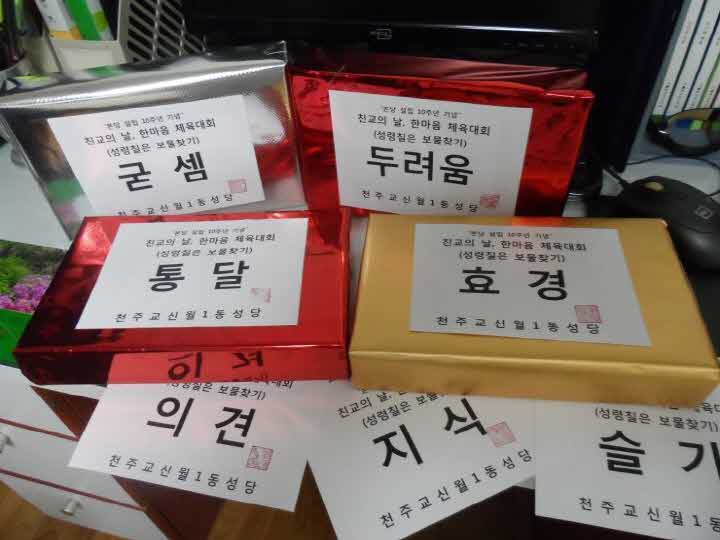 "본당 설립 10주년 기념"
친교의 날, 한마음 체육대회
(성령칠은 보물찾기)
굳셈
천주교신월1동성당
"본당 설립 10주년 기념"
친교의 날, 한마음 체육대회
(성령칠은 보물찾기)
두려움
천주교신월1동성당
"본당 설립 10주년 기념"
친교의 날, 한마음 체육대회
(성령칠은 보물찾기)
통달
천주교신월1동성당
"본당 설립 10주년 기념"
친교의 날, 한마음 체육대회
(성령칠은 보물찾기)
효경
천주교신월1동성당
(성령칠은 보물찾기)
의견
천주교신월1동성당
친교의 날, 한마음 체육대회
(성령칠은 보물찾기)
지식
천주교신월1동성당
(성령칠은 보물찾기)
슬기
천주교신월1동성